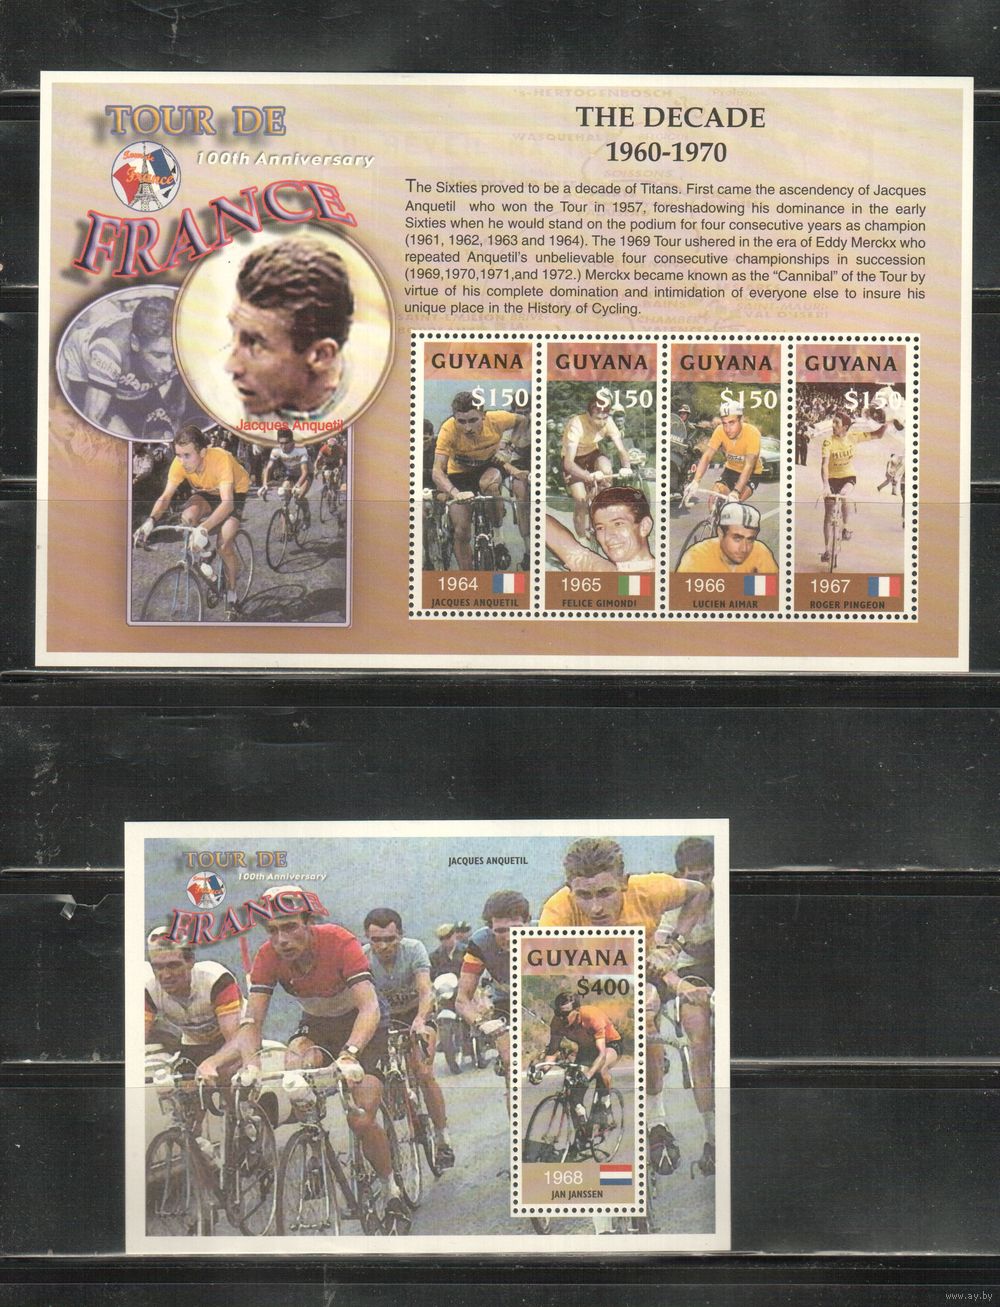 TOUR DE
100th Anniversary
FRANCE
Jacques Anquetil
THE DECADE
1960-1970
The Sixties proved to be a decade of Titans. First came the ascendency of Jacques
Anquetil who won the Tour in 1957, foreshadowing his dominance in the early
Sixties when he would stand on the podium for four consecutive years as champion
(1961, 1962, 1963 and 1964). The 1969 Tour ushered in the era of Eddy Merckx who
repeated Anquetil's unbelievable four consecutive championships in succession
(1969,1970,1971,and 1972.) Merckx became known as the “Cannibal” of the Tour by
virtue of his complete domination and intimidation of everyone else to insure his
unique place in the History of Cycling.
GUYANA
$150
1964
JACQUES ANQUETIL
GUYANA
$150
1965
FELICE GIMONDI
GUYANA
$150
1966
LUCIEN AIMAR
GUYANA
$150
1967
ROGER PINGEON
TOUR DE
100th Anniversary
FRANCE
JACQUES ANQUETIL
GUYANA
$400
1968
JAN JANSSEN
www.ay.by